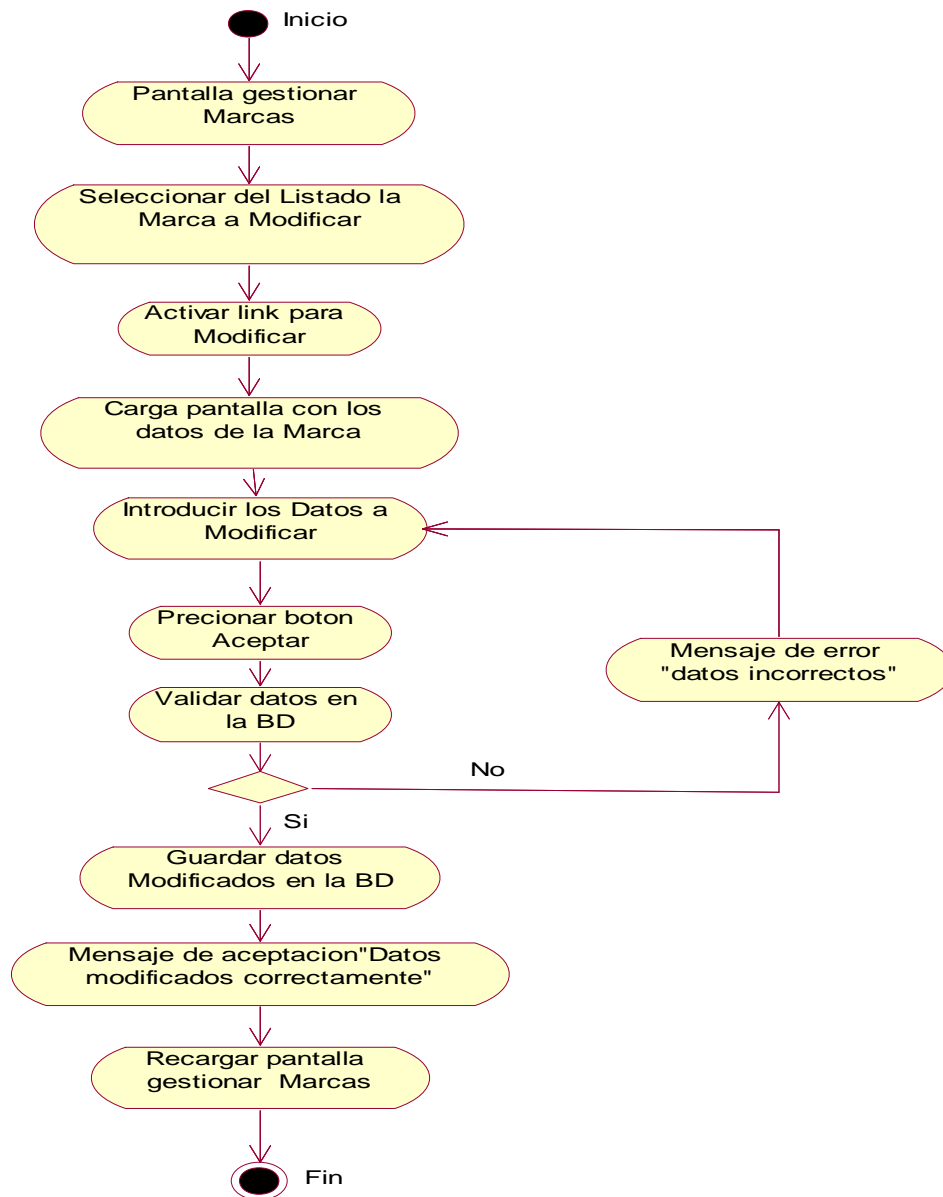 Inicio
Pantalla gestionar
Marcas
Seleccionar del Listado la
Marca a Modificar
Activar link para
Modificar
Carga pantalla con los
datos de la Marca
Introducir los Datos a
Modificar
Precionar boton
Aceptar
Mensaje de error
"datos incorrectos"
Validar datos en
la BD
No
Si
Guardar datos
Modificados en la BD
Mensaje de aceptacion"Datos
modificados correctamente"
Recargar pantalla
gestionar Marcas
Fin